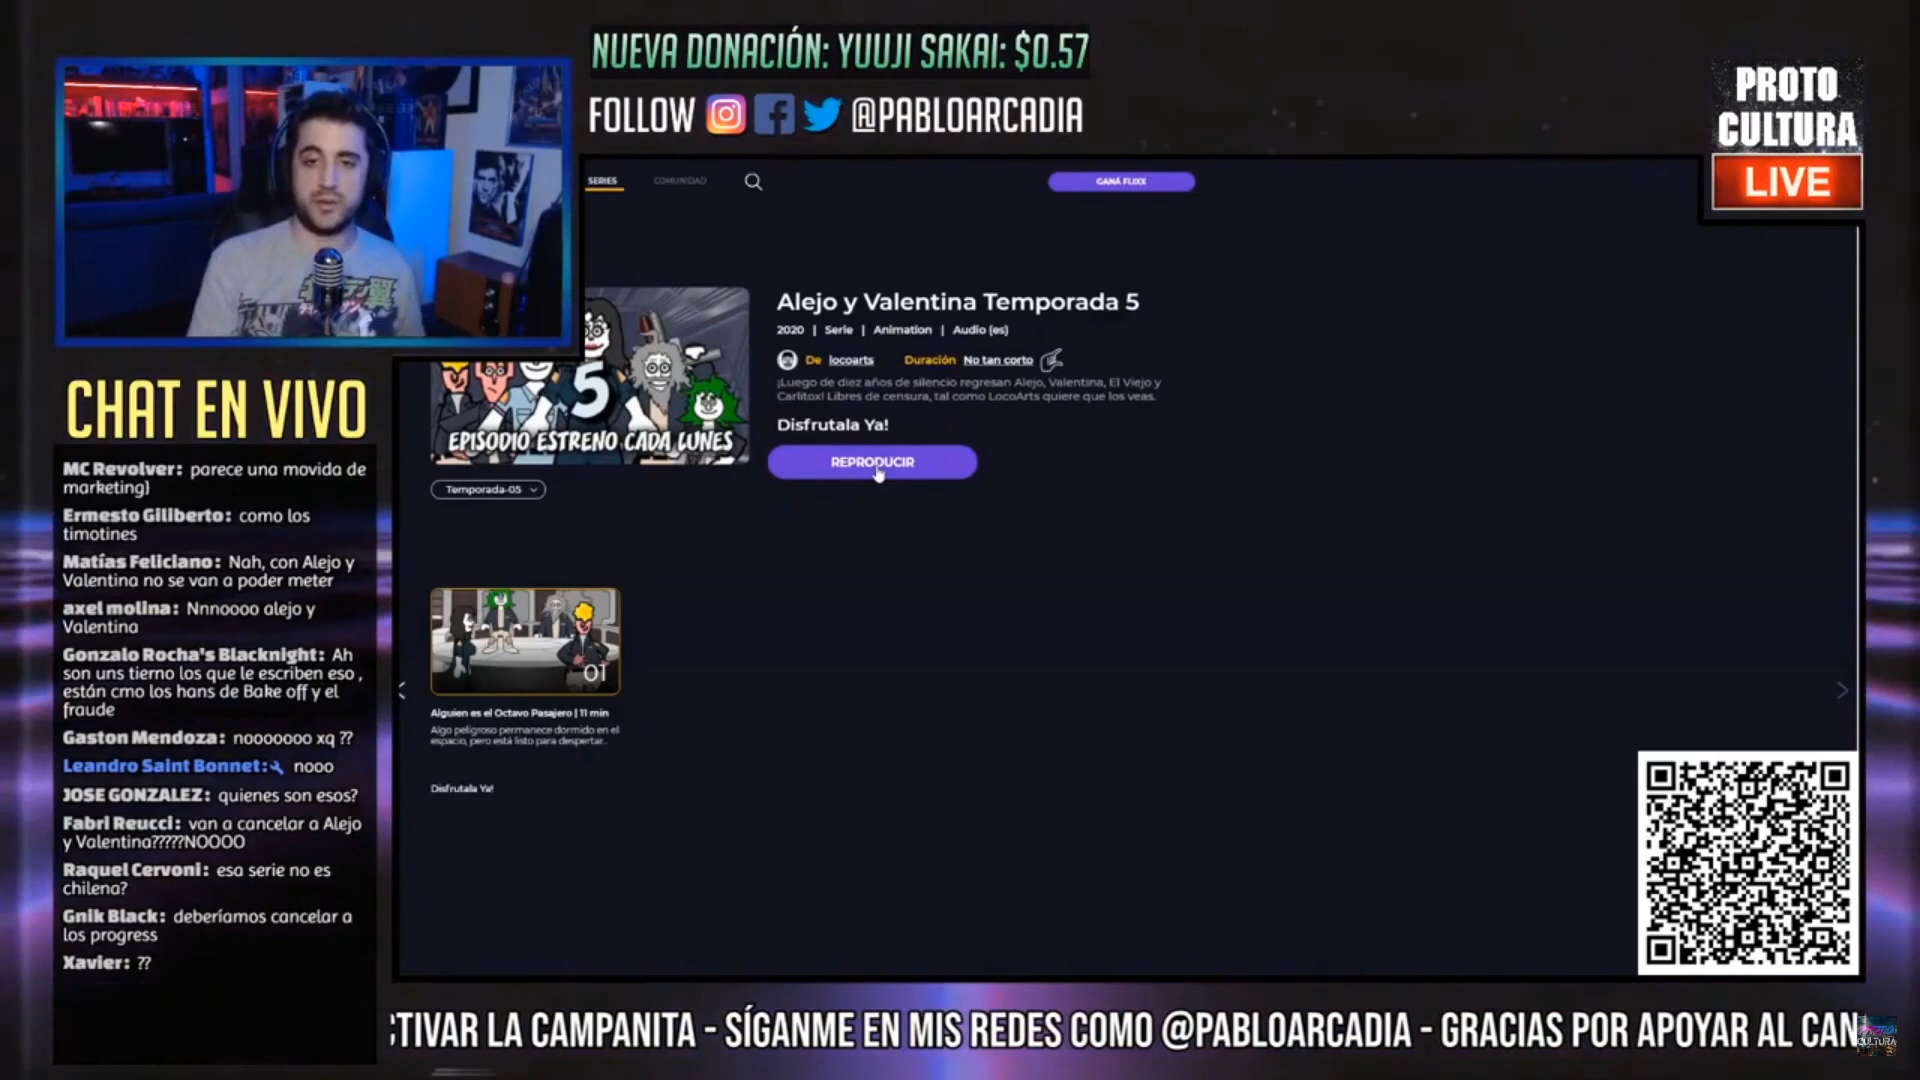 NUEVA DONACIÓN: YUUJI SAKAI: $0.57
FOLLOW @PABLOARCADIA
PROTO
CULTURA
LIVE
SERIES
COMUNIDAD
GANÁ FLIXX
Alejo y Valentina Temporada 5
2020 | Serie | Animation | Audio (es)
De locoarts Duración No tan corto
¡Luego de diez años de silencio regresan Alejo, Valentina, El Viejo y
Carlitox! Libres de censura, tal como LocoArts quiere que los veas.
Disfrutala Ya!
REPRODUCIR
5
EPISODIO ESTRENO CADA LUNES
Temporada-05
01
Alguien es el Octavo Pasajero | 11 min
Algo peligroso permanece dormido en el
espacio, pero está listo para despertar..
Disfrutala Ya!
CHAT EN VIVO
MC Revolver: parece una movida de
marketing}
Ermesto Giliberto: como los
timotines
Matías Feliciano: Nah, con Alejo y
Valentina no se van a poder meter
axel molina: Nnnoooo alejo y
Valentina
Gonzalo Rocha's Blacknight: Ah
son uns tierno los que le escriben eso,
están cmo los hans de Bake off y el
fraude
Gaston Mendoza: nooooooo xq ??
Leandro Saint Bonnet: nooo
JOSE GONZALEZ: quienes son esos?
Fabri Reucci: van a cancelar a Alejo
y Valentina?????NOOOO
Raquel Cervoni: esa serie no es
chilena?
Gnik Black: deberíamos cancelar a
los progress
Xavier: ??
CTIVAR LA CAMPANITA - SÍGANME EN MIS REDES COMO @PABLOARCADIA - GRACIAS POR APOYAR AL CAN
CULTURA